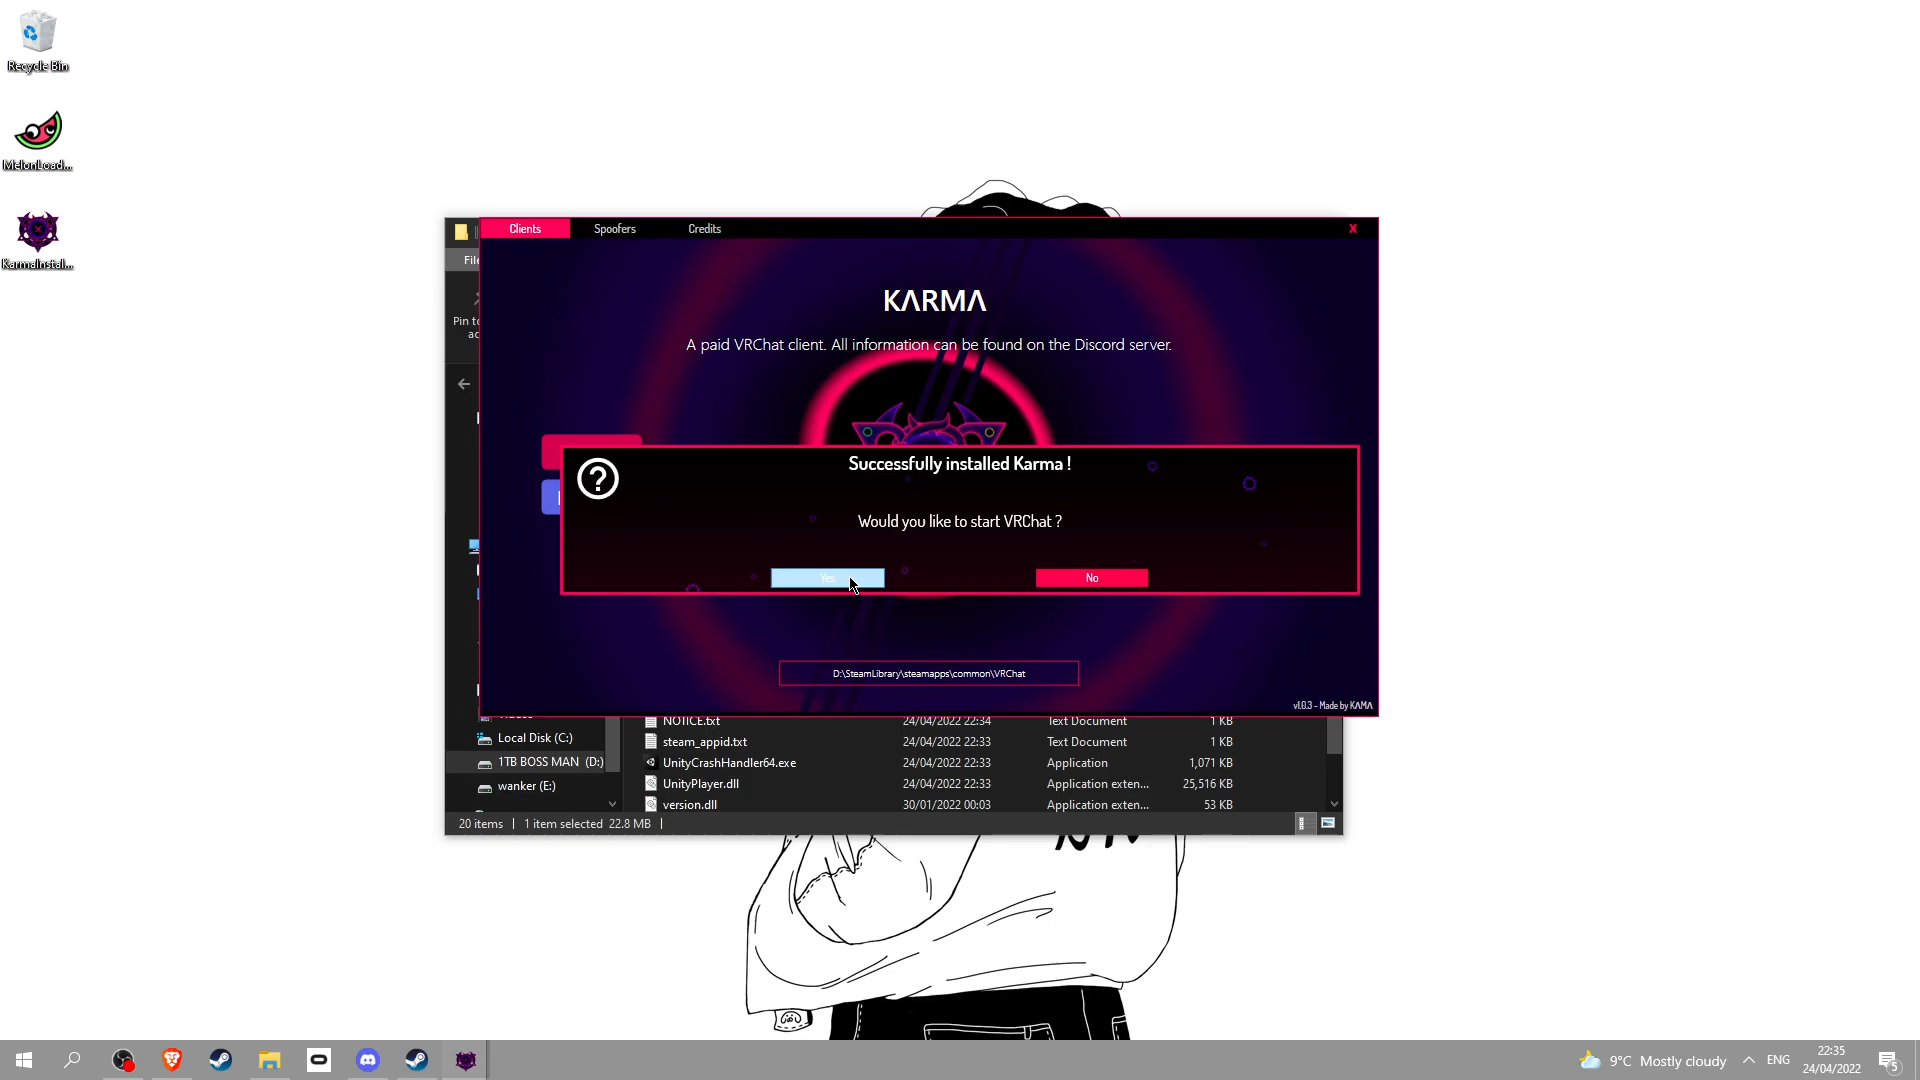 Recycle Bin
MelonLoad...
KarmaInstal...
Clients
Spoofers
Credits
X
File
Pin to
ac
KΛRMΛ
A paid VRChat client. All information can be found on the Discord server.
Successfully installed Karma !
Would you like to start VRChat ?
Yes
No
D:\SteamLibrary\steamapps\common\VRChat
v1.0.3 - Made by KΛMΛ
NOTICE.txt 24/04/2022 22:34 Text Document 1 KB
Local Disk (C:)
steam_appid.txt 24/04/2022 22:33 Text Document 1 KB
1TB BOSS MAN (D:)
UnityCrashHandler64.exe 24/04/2022 22:33 Application 1,071 KB
wanker (E:)
UnityPlayer.dll 24/04/2022 22:33 Application exten... 25,516 KB
version.dll 30/01/2022 00:03 Application exten... 53 KB
20 items | 1 item selected 22.8 MB |
9°C Mostly cloudy
ENG
22:35
24/04/2022
5